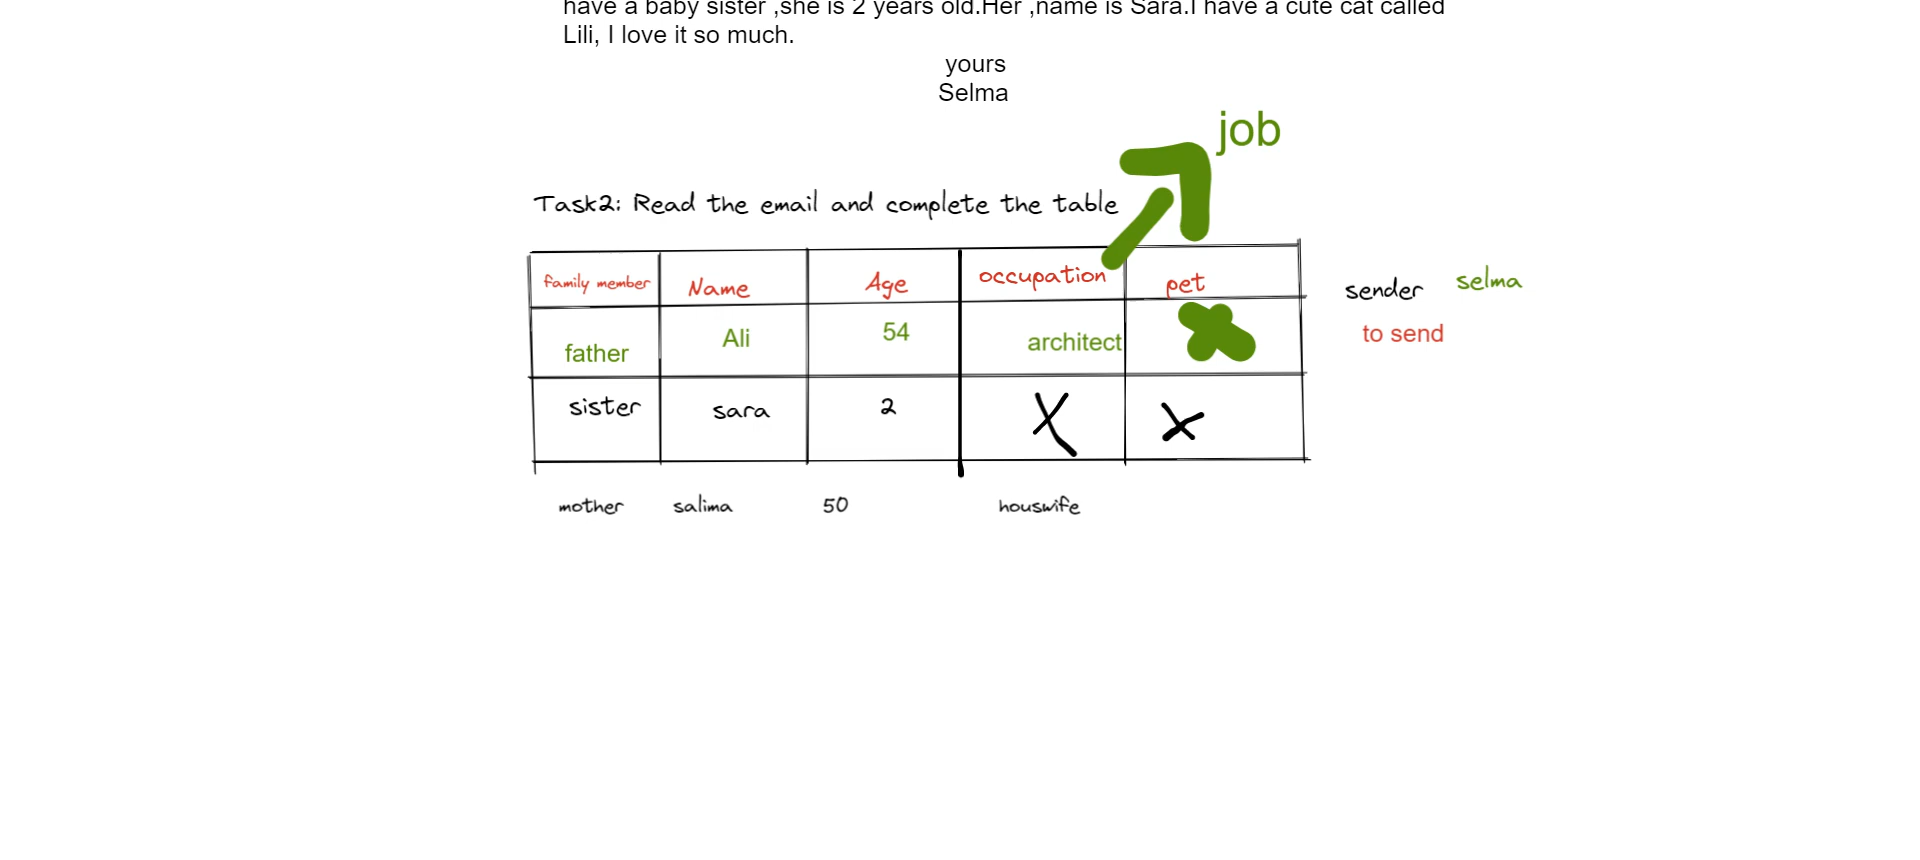 have a baby sister ,she is 2 years old.Her ,name is Sara.I have a cute cat called
Lili, I love it so much.
yours
Selma
job
Task2: Read the email and complete the table
family member Name Age occupation pet
sender selma
to send
father Ali 54 architect
sister sara 2 X X
mother salima 50 houswife